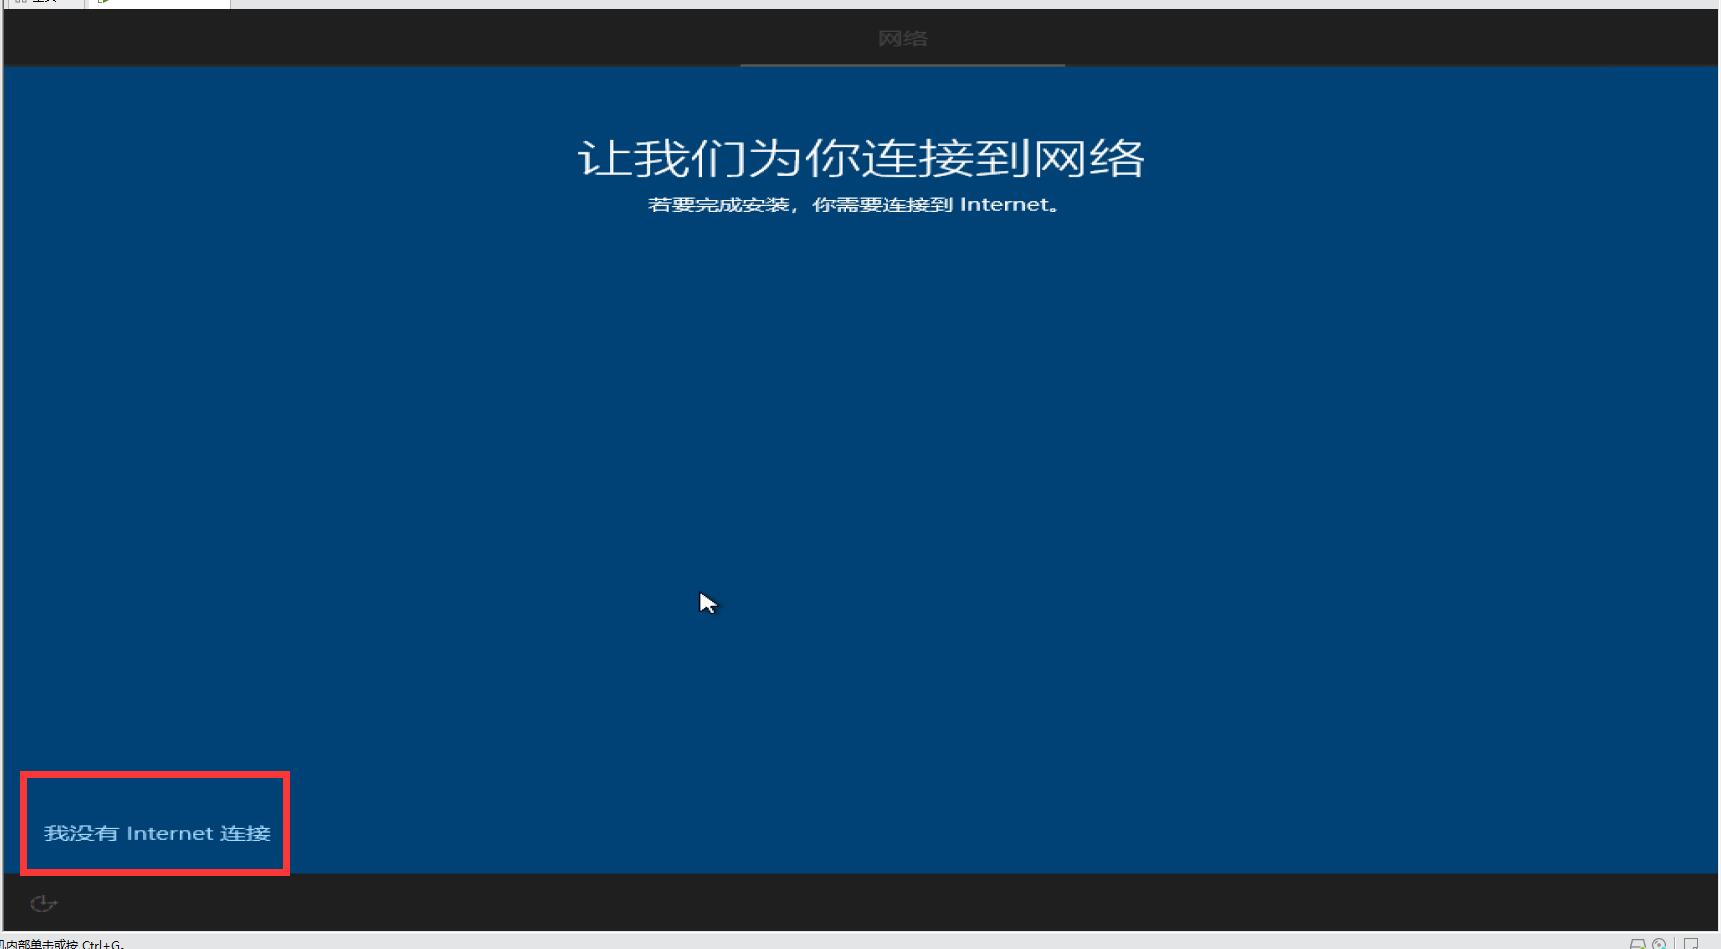 网络
让我们为你连接到网络
若要完成安装，你需要连接到 Internet。
我没有 Internet 连接
内部单击或按 Ctrl+G。